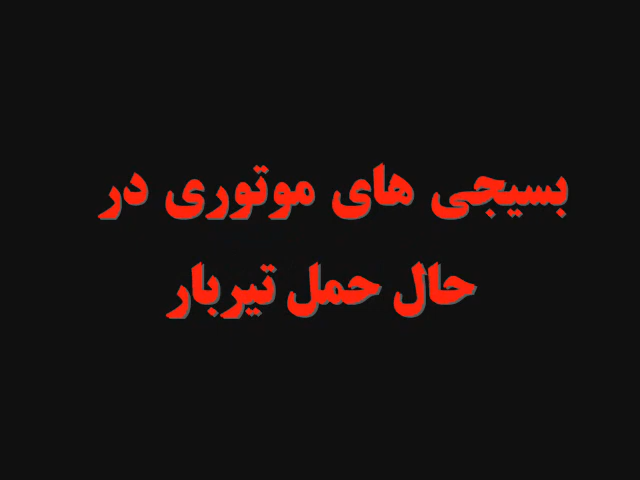 بسیجی های موتوری در
حال حمل تیربار